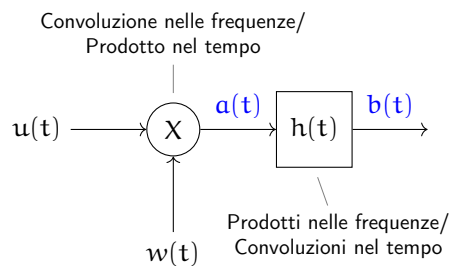 Convoluzione nelle frequenze/
Prodotto nel tempo
u(t)
X
a(t)
h(t)
b(t)
w(t)
Prodotti nelle frequenze/
Convoluzioni nel tempo